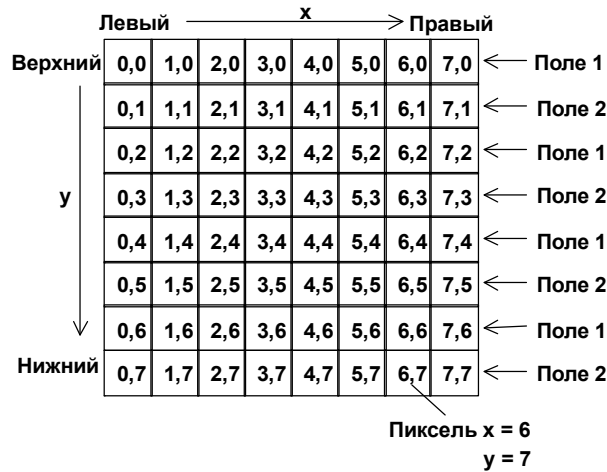 x
Левый Правый
Верхний 0,0 1,0 2,0 3,0 4,0 5,0 6,0 7,0 Поле 1
0,1 1,1 2,1 3,1 4,1 5,1 6,1 7,1 Поле 2
0,2 1,2 2,2 3,2 4,2 5,2 6,2 7,2 Поле 1
y 0,3 1,3 2,3 3,3 4,3 5,3 6,3 7,3 Поле 2
0,4 1,4 2,4 3,4 4,4 5,4 6,4 7,4 Поле 1
0,5 1,5 2,5 3,5 4,5 5,5 6,5 7,5 Поле 2
0,6 1,6 2,6 3,6 4,6 5,6 6,6 7,6 Поле 1
Нижний 0,7 1,7 2,7 3,7 4,7 5,7 6,7 7,7 Поле 2
Пиксель x = 6
y = 7